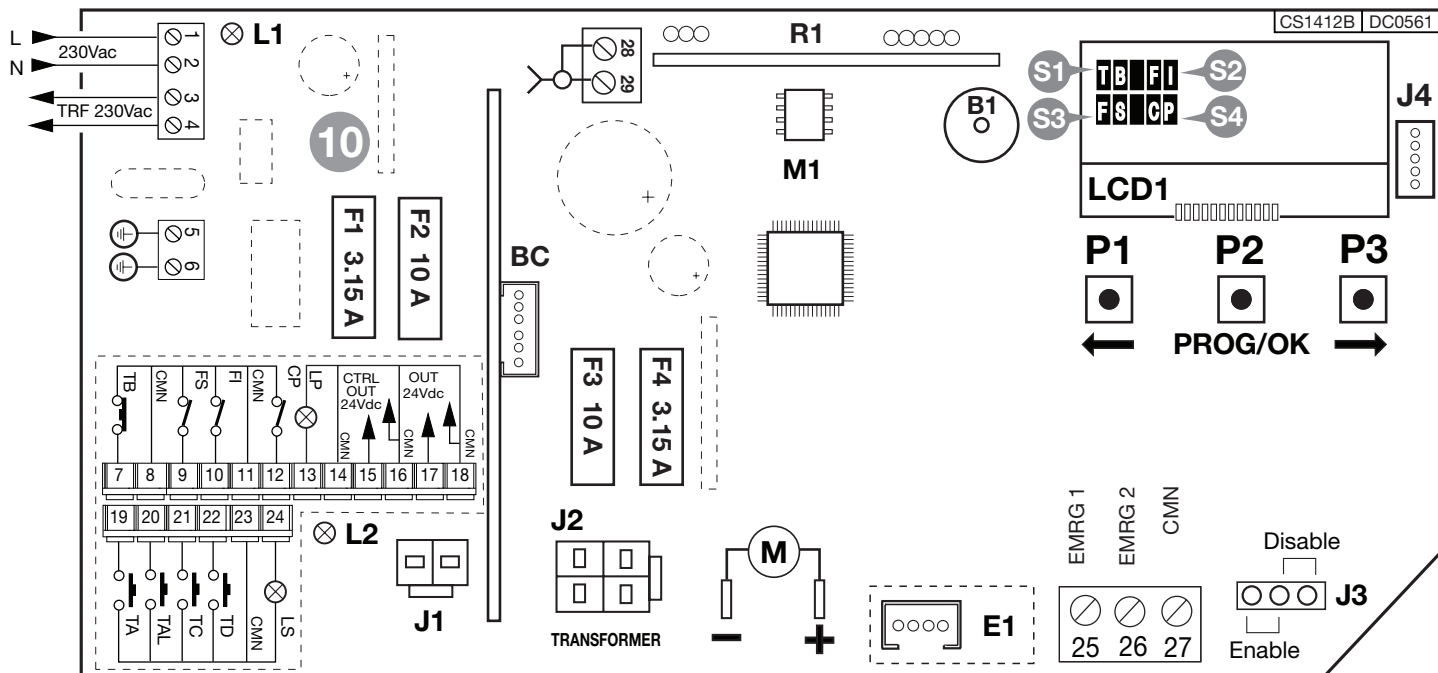 CS1412B DC0561
L 230Vac 1
N 2
TRF 230Vac 3
4
L1
10
28
29
R1
M1
B1
S1 TB FI S2
S3 FS CP S4
LCD1
J4
5
6
F1 3.15 A
F2 10 A
BC
P1 P2 P3
PROG/OK
F3 10 A
F4 3.15 A
TB CMN FS FI CMN CP LP CMN CTRL OUT 24Vdc CMN OUT 24Vdc CMN
7 8 9 10 11 12 13 14 15 16 17 18
19 20 21 22 23 24
TA TAL TC TD CMN LS
L2
J1
J2
TRANSFORMER
M
− +
E1
EMRG 1 EMRG 2 CMN
25 26 27
Disable
J3
Enable